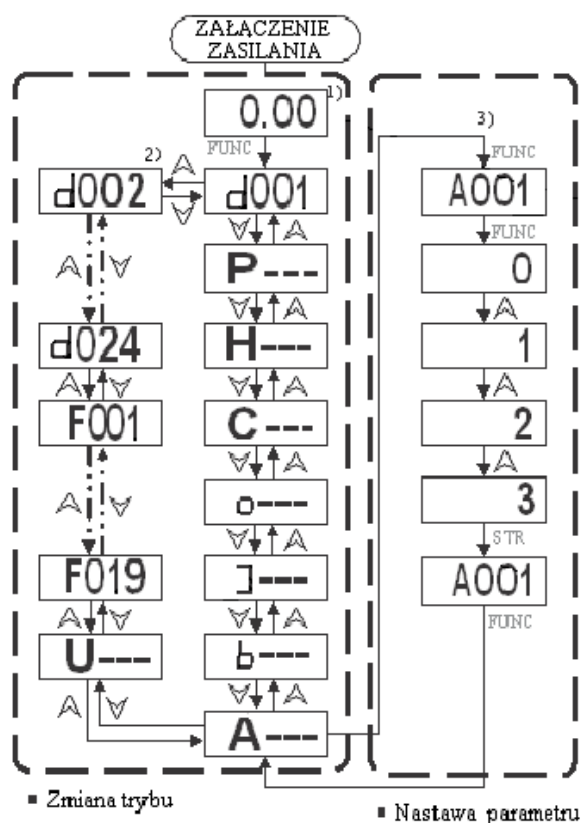 ZAŁĄCZENIE
ZASILANIA
1)
0.00
FUNC
2)
d002
d001
P---
H---
d024
C---
F001
o---
F019
]---
U---
b---
A---
3)
FUNC
A001
FUNC
0
1
2
3
STR
A001
FUNC
▪ Zmiana trybu
▪ Nastawa parametru